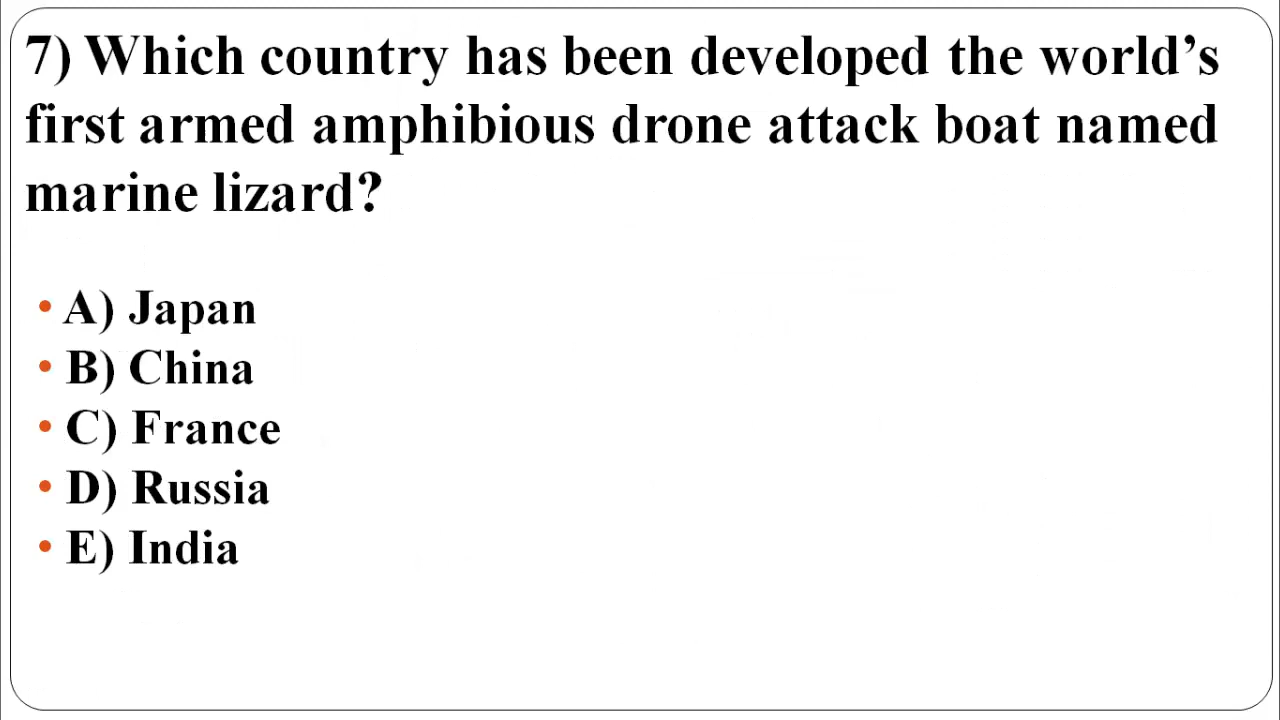 7) Which country has been developed the world’s
first armed amphibious drone attack boat named
marine lizard?
• A) Japan
• B) China
• C) France
• D) Russia
• E) India